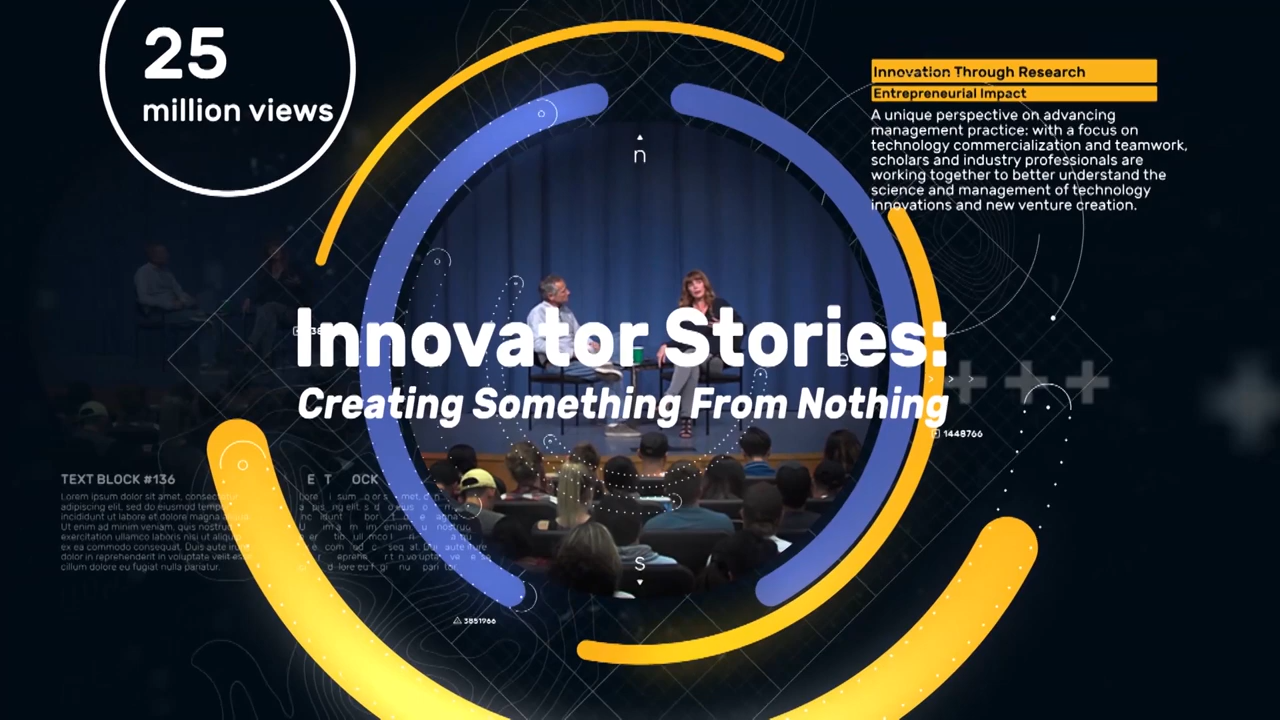 25
million views
Innovation Through Research
Entrepreneurial Impact
A unique perspective on advancing
management practice: with a focus on
technology commercialization and teamwork,
scholars and industry professionals are
working together to better understand the
science and management of technology
innovations and new venture creation.
n
Innovator Stories:
Creating Something From Nothing
e
1448766
TEXT BLOCK #136
Lorem ipsum dolor sit amet, consectetur
adipiscing elit, sed do eiusmod tempor
incididunt ut labore et dolore magna
Ut enim ad minim veniam, quis nostrud
exercitation ullamco laboris nisi ut aliquip
ex ea commodo consequat. Duis aute irure
dolor in reprehenderit in voluptate velit esse
cillum dolore eu fugiat nulla pariatur.
s
3851966